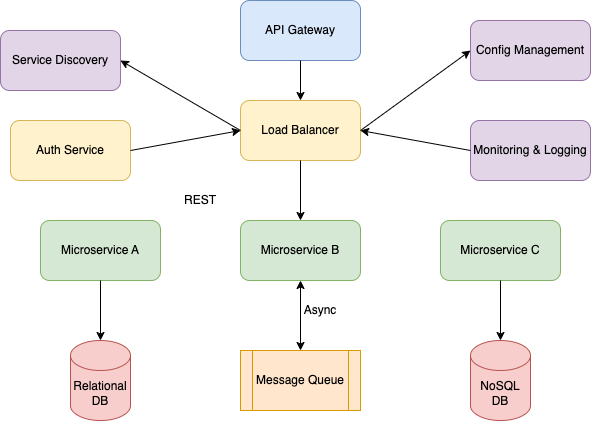 API Gateway
Service Discovery
Config Management
Load Balancer
Auth Service
Monitoring & Logging
REST
Microservice A
Microservice B
Microservice C
Async
Relational
DB
Message Queue
NoSQL
DB